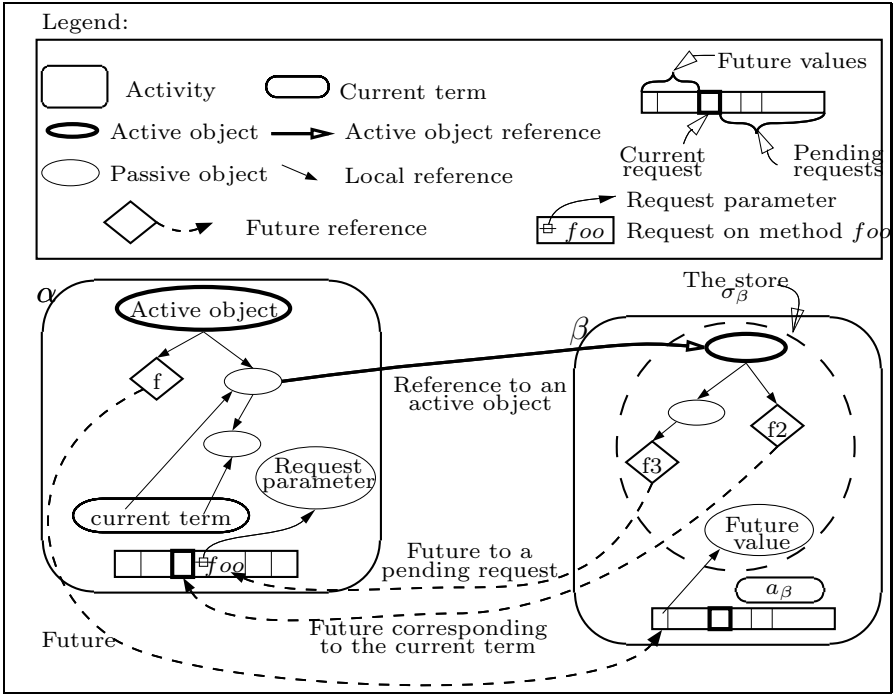 Legend:
Activity
Current term
Future values
Active object
Active object reference
Passive object
Local reference
Current
request
Pending
requests
Future reference
Request parameter
foo
Request on method foo
α
Active object
The store
σβ
β
f
Reference to an
active object
f2
f3
Request
parameter
current term
foo
Future to a
pending request
Future
value
aβ
Future
Future corresponding
to the current term